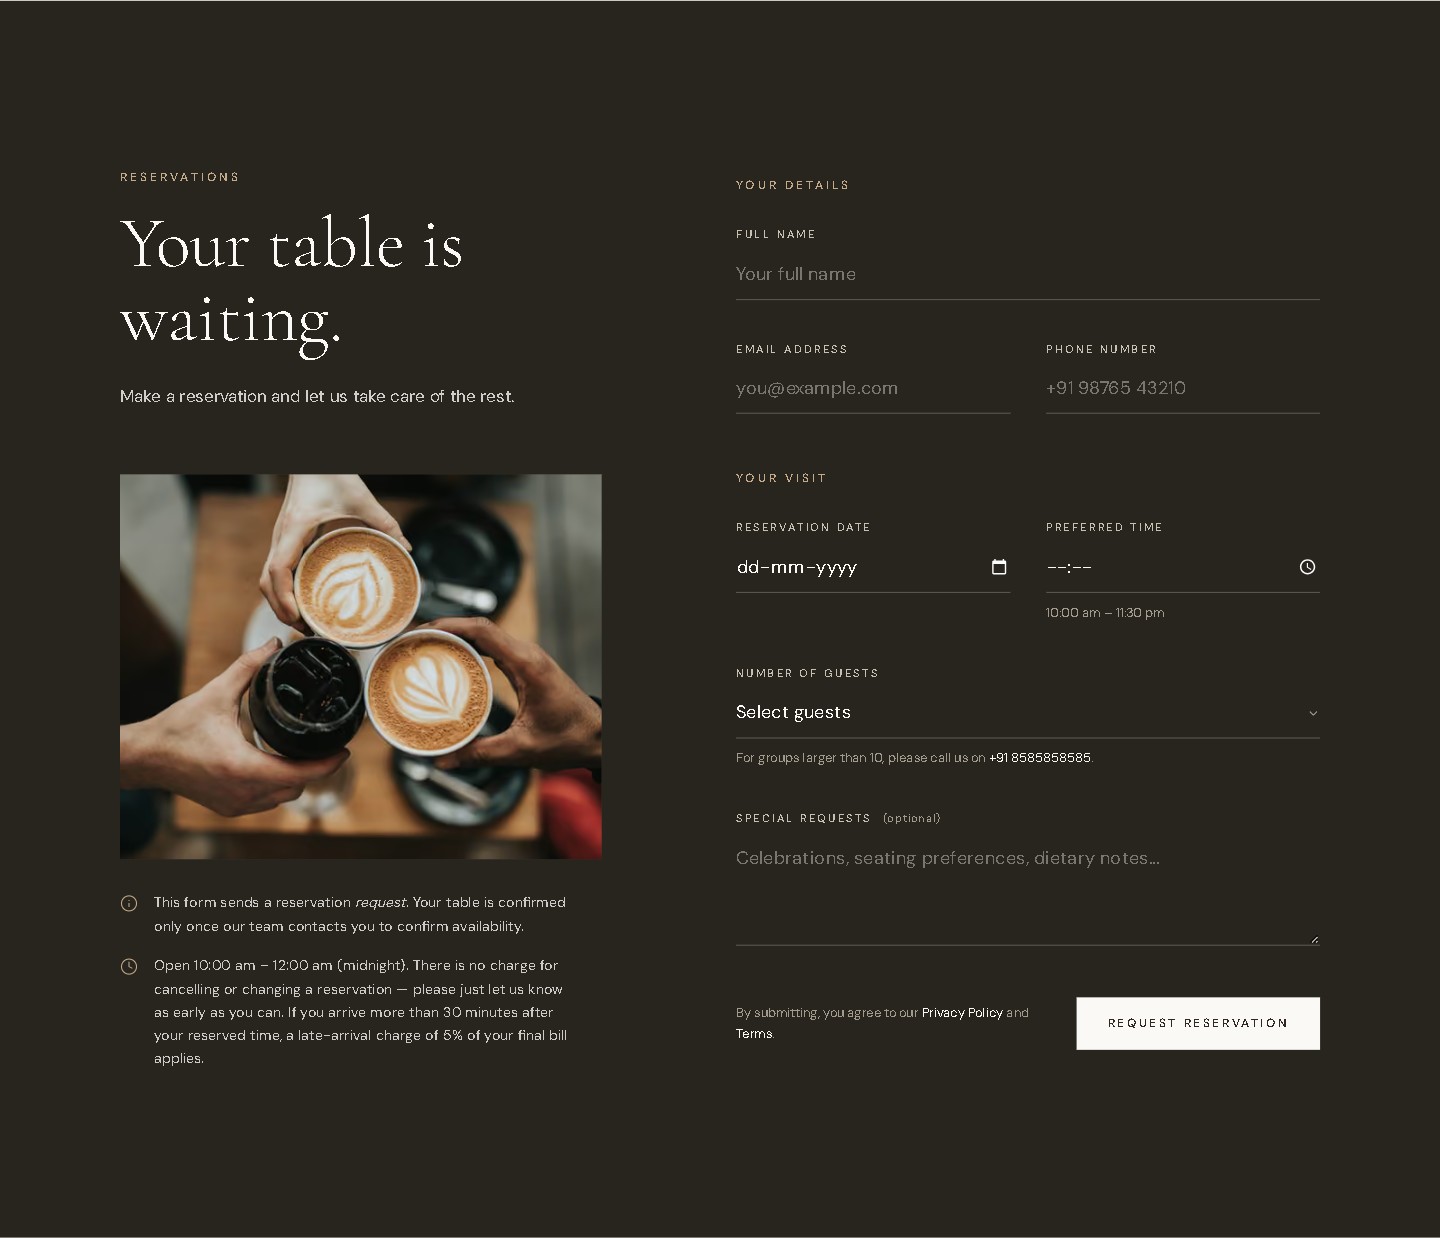 RESERVATIONS
Your table is
waiting.
Make a reservation and let us take care of the rest.
This form sends a reservation request. Your table is confirmed
only once our team contacts you to confirm availability.
Open 10:00 am – 12:00 am (midnight). There is no charge for
cancelling or changing a reservation — please just let us know
as early as you can. If you arrive more than 30 minutes after
your reserved time, a late-arrival charge of 5% of your final bill
applies.
YOUR DETAILS
FULL NAME
Your full name
EMAIL ADDRESS
you@example.com
PHONE NUMBER
+91 98765 43210
YOUR VISIT
RESERVATION DATE
dd-mm-yyyy
PREFERRED TIME
--:--
10:00 am – 11:30 pm
NUMBER OF GUESTS
Select guests
For groups larger than 10, please call us on +91 8585858585.
SPECIAL REQUESTS (optional)
Celebrations, seating preferences, dietary notes...
By submitting, you agree to our Privacy Policy and
Terms.
REQUEST RESERVATION